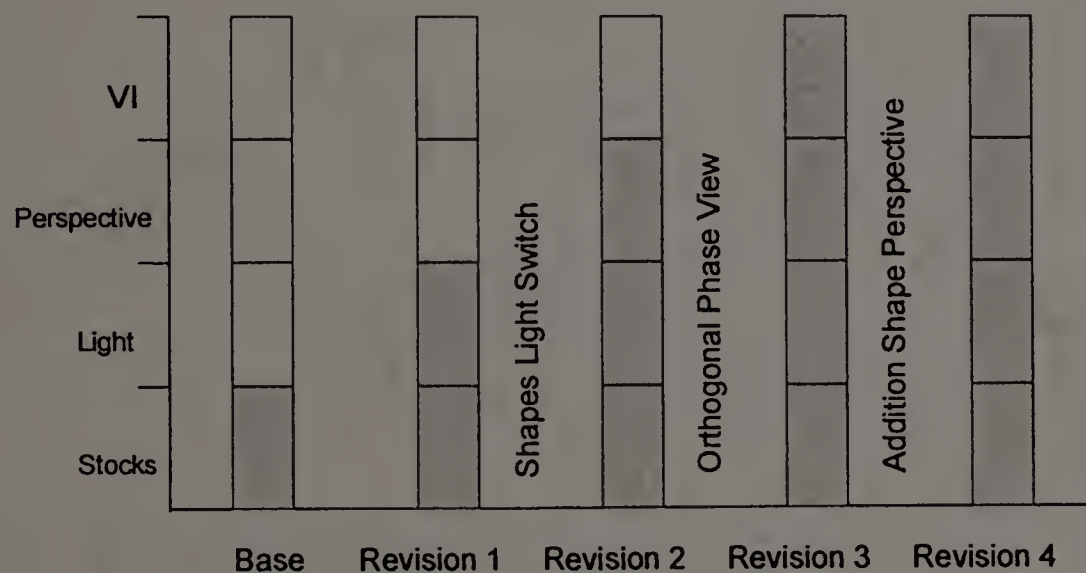 VI
Perspective
Light
Stocks
Shapes Light Switch
Orthogonal Phase View
Addition Shape Perspective
Base
Revision 1
Revision 2
Revision 3
Revision 4